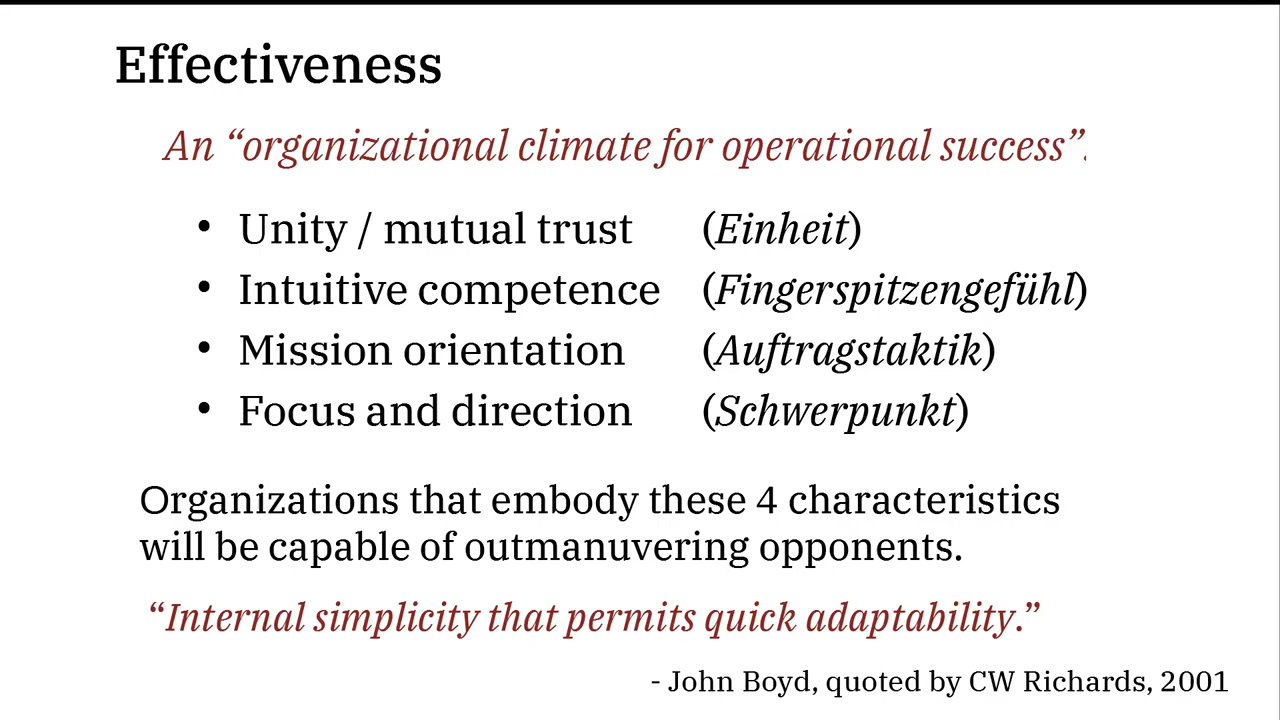 Effectiveness
An “organizational climate for operational success”.
• Unity / mutual trust (Einheit)
• Intuitive competence (Fingerspitzengefühl)
• Mission orientation (Auftragstaktik)
• Focus and direction (Schwerpunkt)
Organizations that embody these 4 characteristics
will be capable of outmanuvering opponents.
“Internal simplicity that permits quick adaptability.”
- John Boyd, quoted by CW Richards, 2001